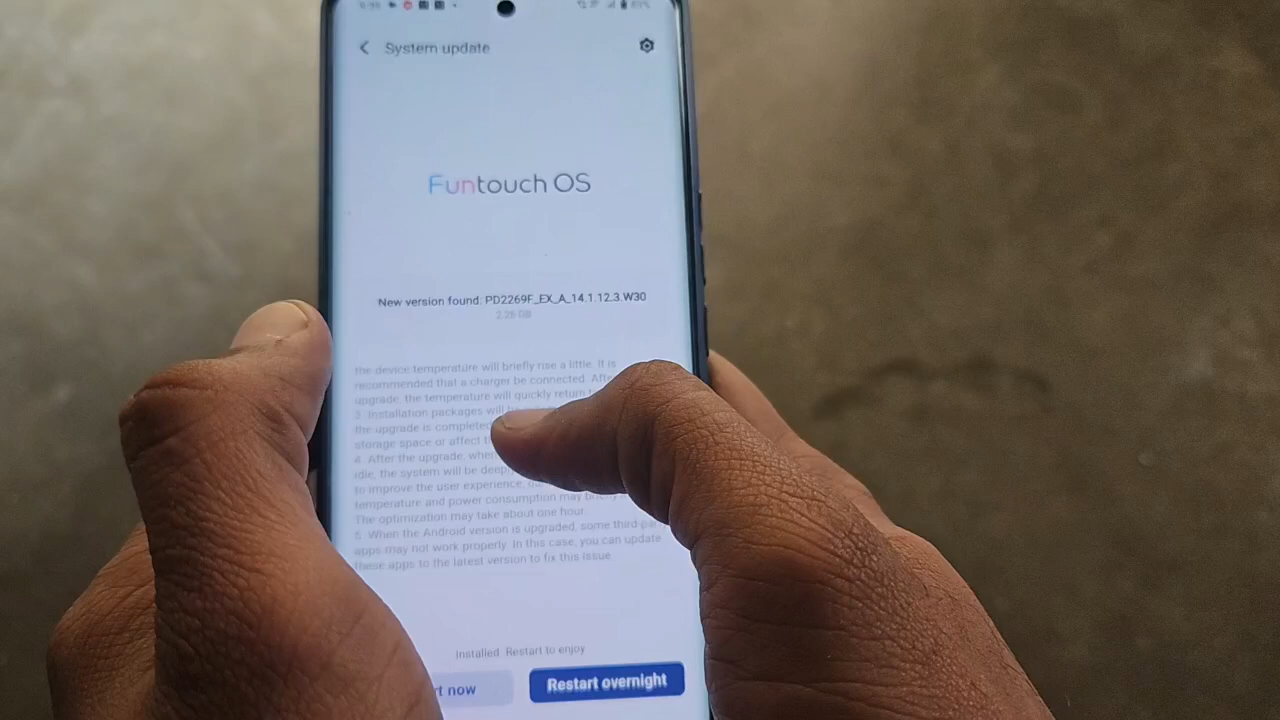 System update
Funtouch OS
New version found: PD2269F_EX_A_14.1.12.3.W30
2.26 GB
the device temperature will briefly rise a little. It is
recommended that a charger be connected. After
upgrade, the temperature will quickly return
2. Installation packages will
the upgrade is completed
storage space or affect
4. After the upgrade, when
idle, the system will be
to improve the user experience,
temperature and power consumption may briefly
The optimization may take about one hour.
5. When the Android version is upgraded, some third-par
apps may not work properly. In this case, you can update
these apps to the latest version to fix this issue.
Installed. Restart to enjoy
rt now
Restart overnight